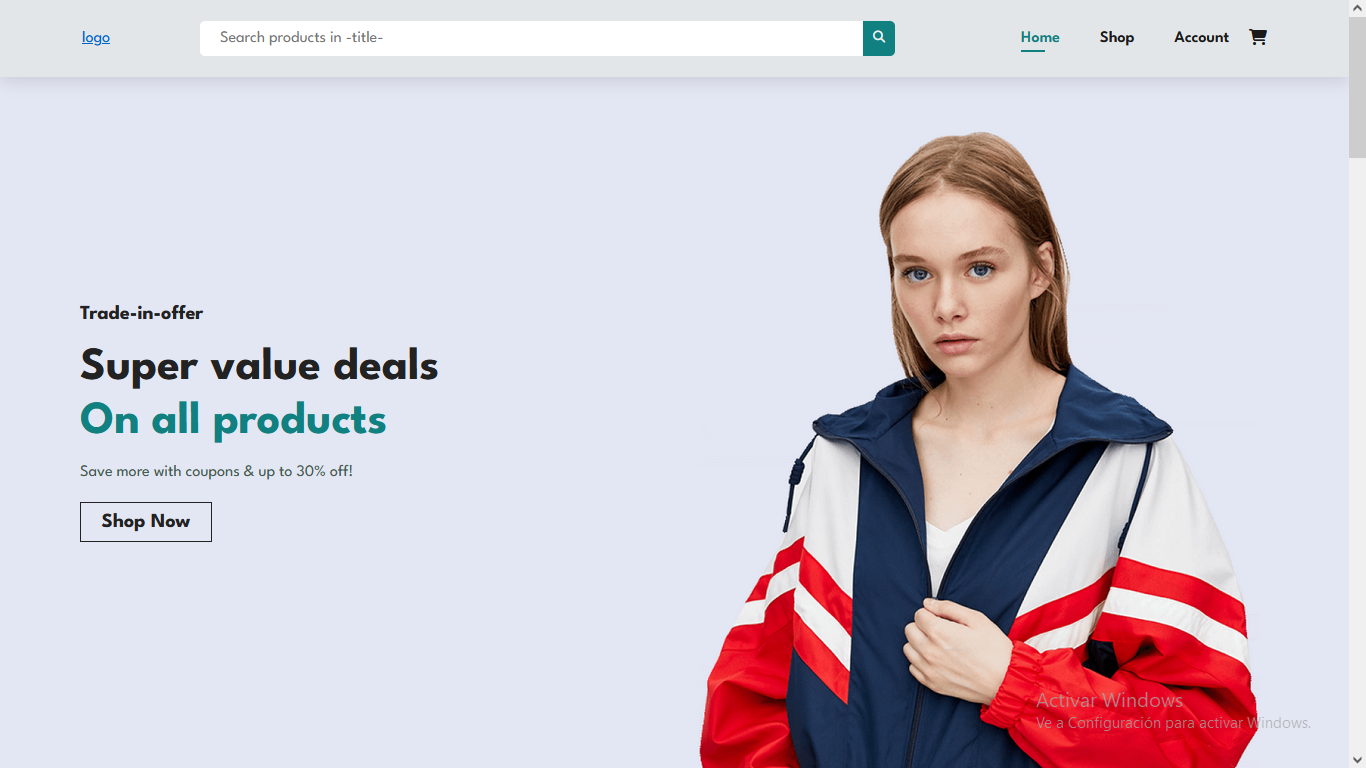 logo
Search products in -title-
Home
Shop
Account
Trade-in-offer
Super value deals
On all products
Save more with coupons & up to 30% off!
Shop Now
Activar Windows
Ve a Configuración para activar Windows.